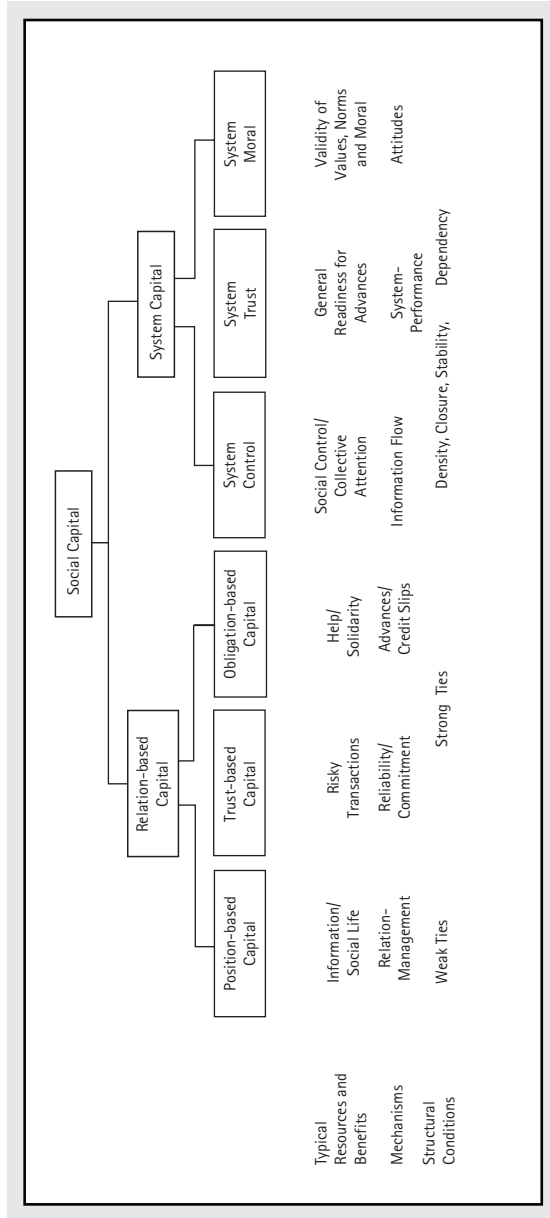 Social Capital
Relation-based
Capital
System Capital
Position-based
Capital
Trust-based
Capital
Obligation-based
Capital
System
Control
System
Trust
System
Moral
Typical
Resources and
Benefits
Information/
Social Life
Risky
Transactions
Help/
Solidarity
Social Control/
Collective
Attention
General
Readiness for
Advances
Validity of
Values, Norms
and Moral
Mechanisms
Relation-
Management
Reliability/
Commitment
Advances/
Credit Slips
Information Flow
System-
Performance
Attitudes
Structural
Conditions
Weak Ties
Strong Ties
Density, Closure, Stability, Dependency